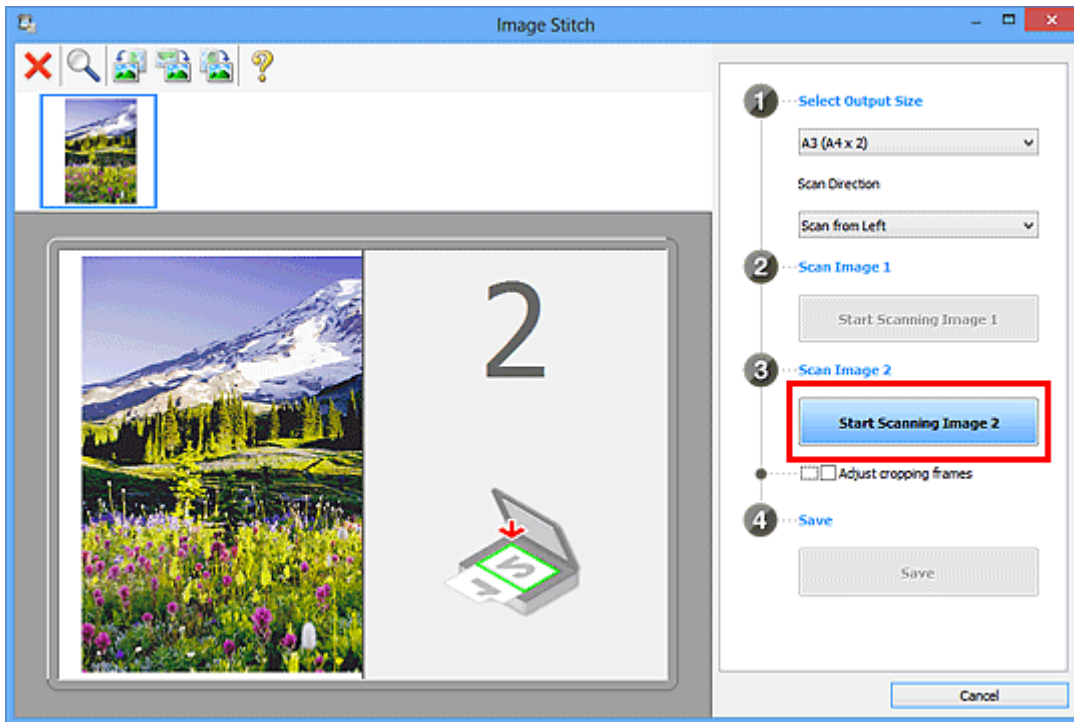 Image Stitch
1
Select Output Size
A3 (A4 x 2)
Scan Direction
Scan from Left
2
Scan Image 1
Start Scanning Image 1
3
Scan Image 2
Start Scanning Image 2
Adjust cropping frames
4
Save
Save
2
1 2
Cancel